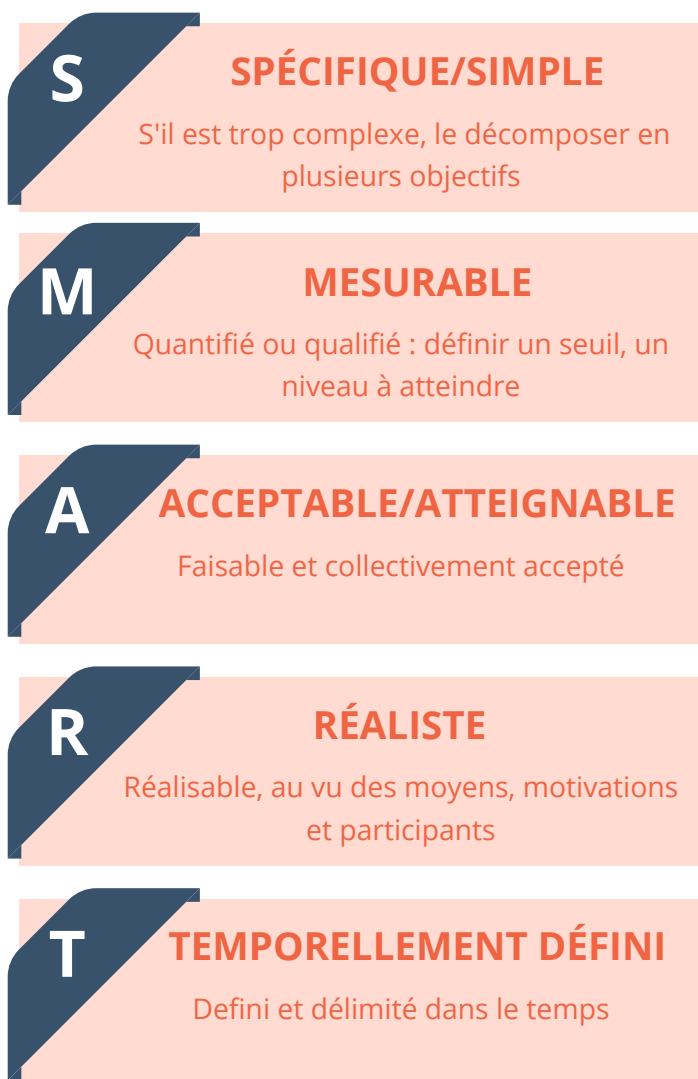 S
SPÉCIFIQUE/SIMPLE
S'il est trop complexe, le décomposer en
plusieurs objectifs
M
MESURABLE
Quantifié ou qualifié : définir un seuil, un
niveau à atteindre
A
ACCEPTABLE/ATTEIGNABLE
Faisable et collectivement accepté
R
RÉALISTE
Réalisable, au vu des moyens, motivations
et participants
T
TEMPORELLEMENT DÉFINI
Defini et délimité dans le temps